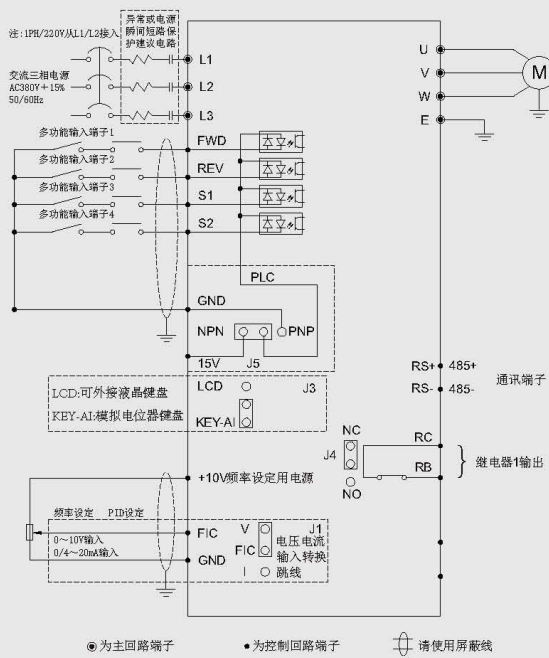 注:1PH/220V从L1/L2接入
异常或电源
瞬间短路保
护建议电路
L1
交流三相电源
AC380V+15%
50/60Hz
L2
L3
U
V
W
E
M
多功能输入端子1
FWD
多功能输入端子2
REV
多功能输入端子3
S1
多功能输入端子4
S2
PLC
GND
NPN
PNP
15V
J5
LCD:可外接液晶键盘
LCD
J3
KEY-AI:模拟电位器键盘
KEY-AI
RS+
485+
RS-
485-
通讯端子
NC
J4
NO
RC
RB
继电器1输出
+10V频率设定用电源
频率设定
PID设定
FIC
0～10V输入
0/4～20mA输入
GND
V
J1
FIC
电压电流
输入转换
I
跳线
为主回路端子
为控制回路端子
请使用屏蔽线